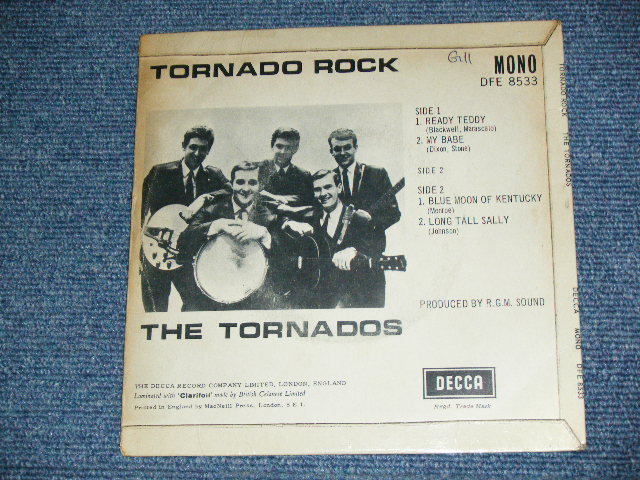 TORNADO ROCK
Gill
MONO
DFE 8533
SIDE 1
1. READY TEDDY
(Blackwell, Marascalo)
2. MY BABE
(Dixon, Stone)
SIDE 2
SIDE 2
1. BLUE MOON OF KENTUCKY
(Monroe)
2. LONG TALL SALLY
(Johnson)
PRODUCED BY R.G.M. SOUND
THE TORNADOS
THE DECCA RECORD COMPANY LIMITED, LONDON, ENGLAND
Laminated with 'Clarifoil' made by British Celanese Limited
Printed in England by MacNeill Press, London, S.E.1.
DECCA
Regd. Trade Mark
TORNADO ROCK THE TORNADOS DECCA MONO DFE 8533